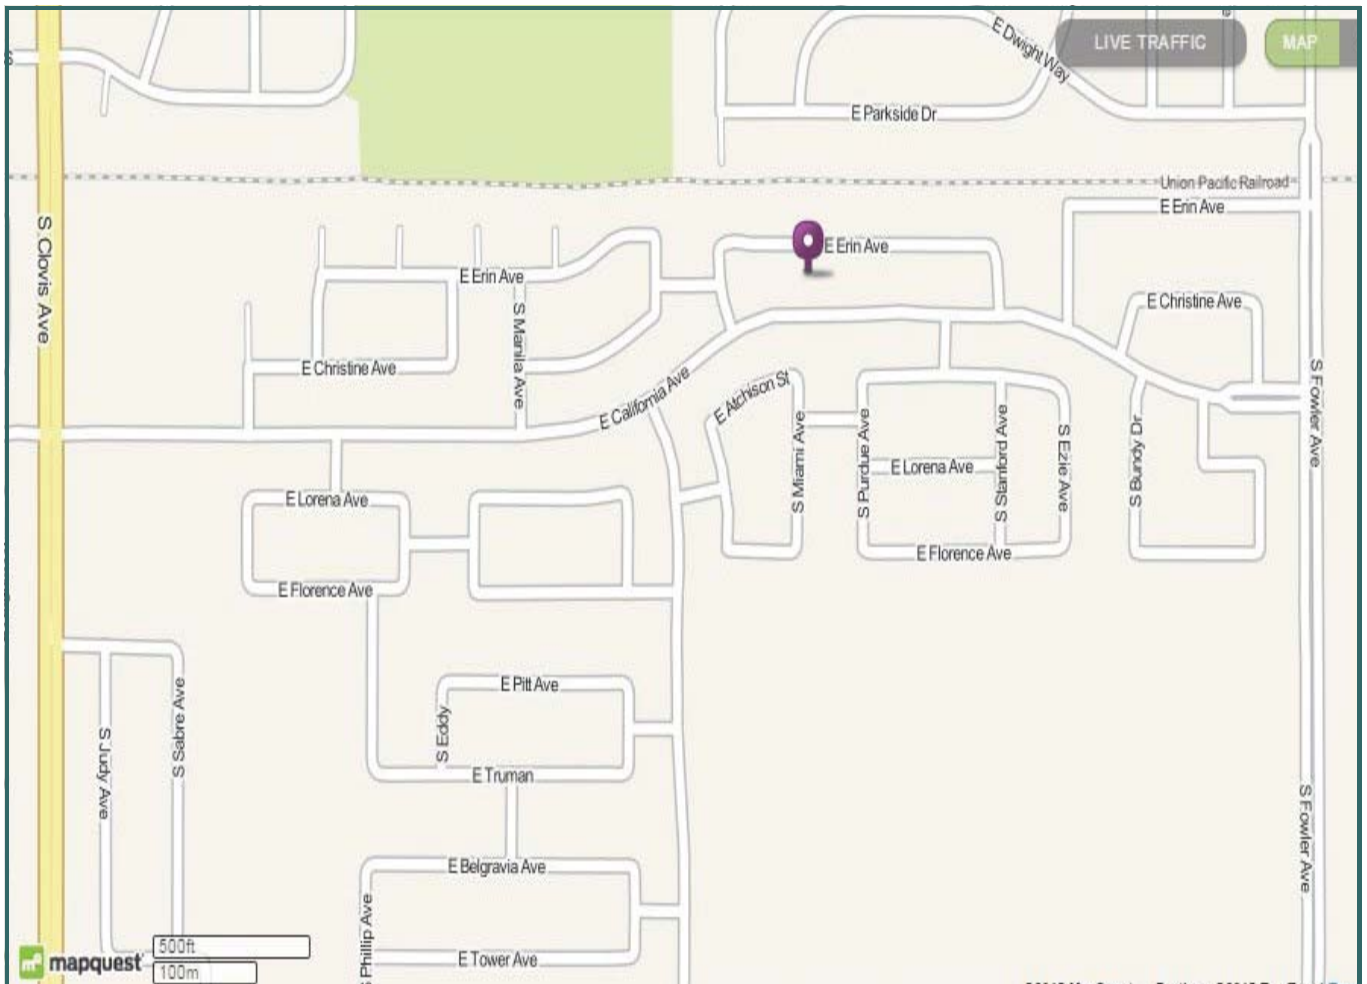 E Dwight Way
LIVE TRAFFIC
MAP
E Parkside Dr
Union Pacific Railroad
E Erin Ave
S Clovis Ave
E Erin Ave
E Erin Ave
S Manila Ave
E Christine Ave
E Christine Ave
E California Ave
E Atchison St
S Miami Ave
S Purdue Ave
E Lorena Ave
S Stanford Ave
S Ezie Ave
S Bundy Dr
S Fowler Ave
E Lorena Ave
E Florence Ave
E Florence Ave
S Judy Ave
S Sabre Ave
E Pitt Ave
S Eddy
E Truman
S Fowler Ave
E Belgravia Ave
S Phillip Ave
E Tower Ave
mapquest
500ft
100m